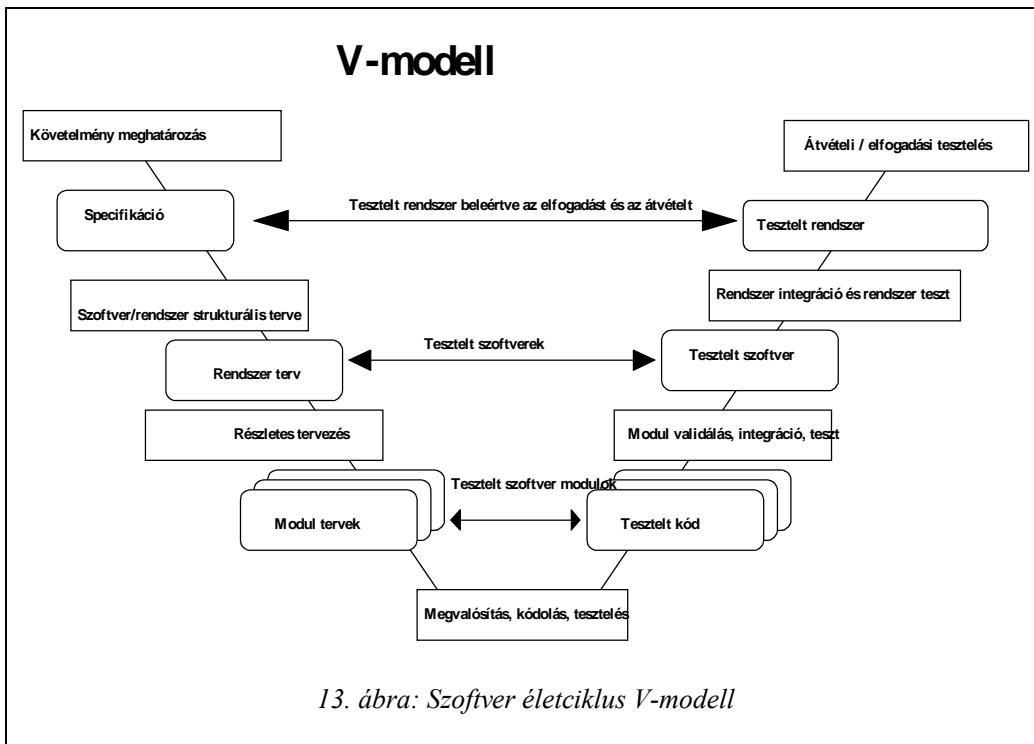 V-modell
Követelmény meghatározás
Átvételi / elfogadási tesztelés
Specifikáció
Tesztelt rendszer beleértve az elfogadást és az átvételt
Tesztelt rendszer
Szoftver/rendszer strukturális terve
Rendszer integráció és rendszer teszt
Rendszer terv
Tesztelt szoftverek
Tesztelt szoftver
Részletes tervezés
Modul validálás, integráció, teszt
Modul tervek
Tesztelt szoftver modulok
Tesztelt kód
Megvalósítás, kódolás, tesztelés
13. ábra: Szoftver életciklus V-modell